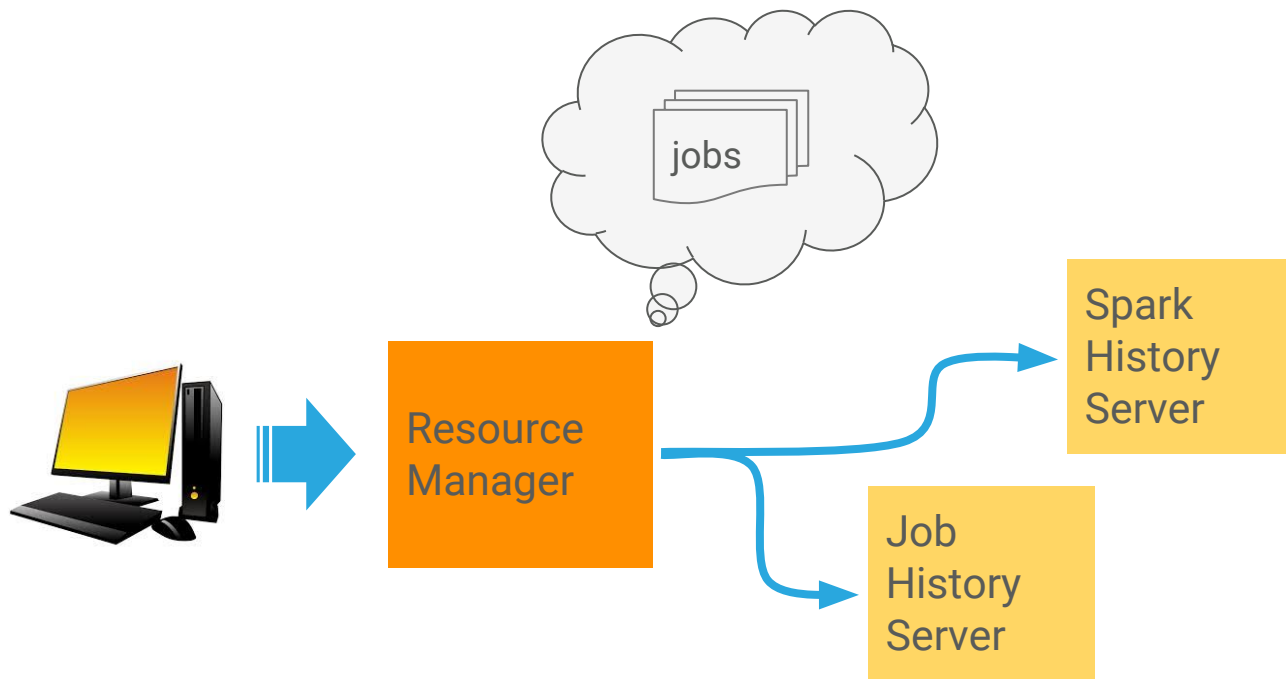 jobs
Resource
Manager
Spark
History
Server
Job
History
Server